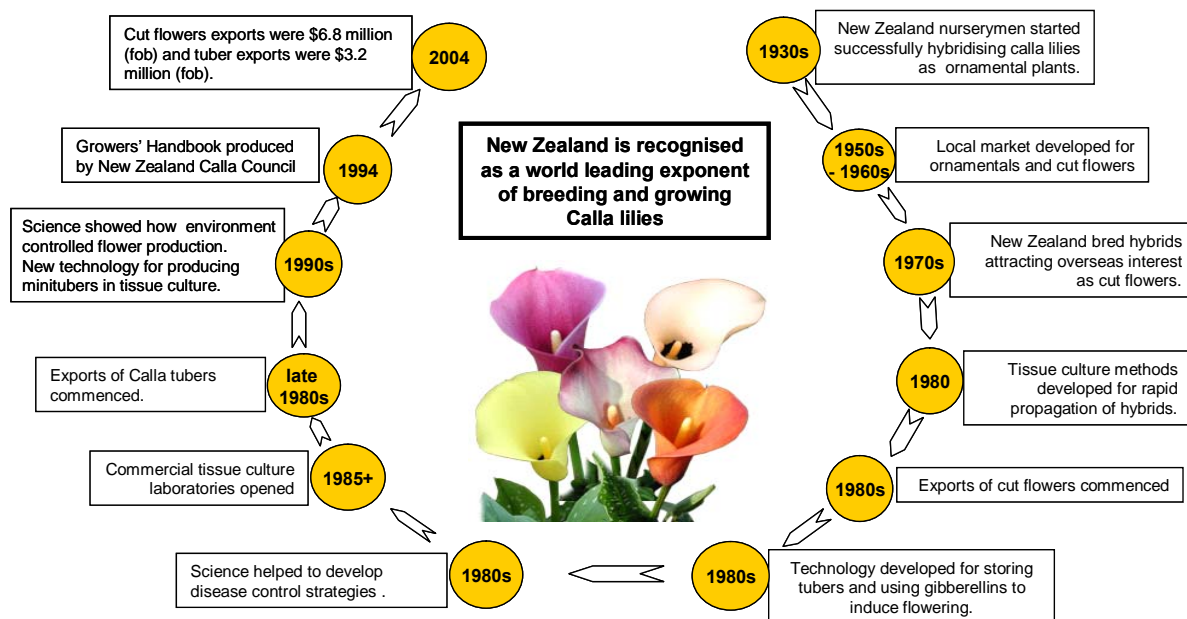 New Zealand is recognised
as a world leading exponent
of breeding and growing
Calla lilies
1930s
New Zealand nurserymen started
successfully hybridising calla lilies
as ornamental plants.
1950s
- 1960s
Local market developed for
ornamentals and cut flowers
1970s
New Zealand bred hybrids
attracting overseas interest
as cut flowers.
1980
Tissue culture methods
developed for rapid
propagation of hybrids.
1980s
Exports of cut flowers commenced
1980s
Technology developed for storing
tubers and using gibberellins to
induce flowering.
1980s
Science helped to develop
disease control strategies .
1985+
Commercial tissue culture
laboratories opened
late
1980s
Exports of Calla tubers
commenced.
1990s
Science showed how environment
controlled flower production.
New technology for producing
minitubers in tissue culture.
1994
Growers' Handbook produced
by New Zealand Calla Council
2004
Cut flowers exports were $6.8 million
(fob) and tuber exports were $3.2
million (fob).